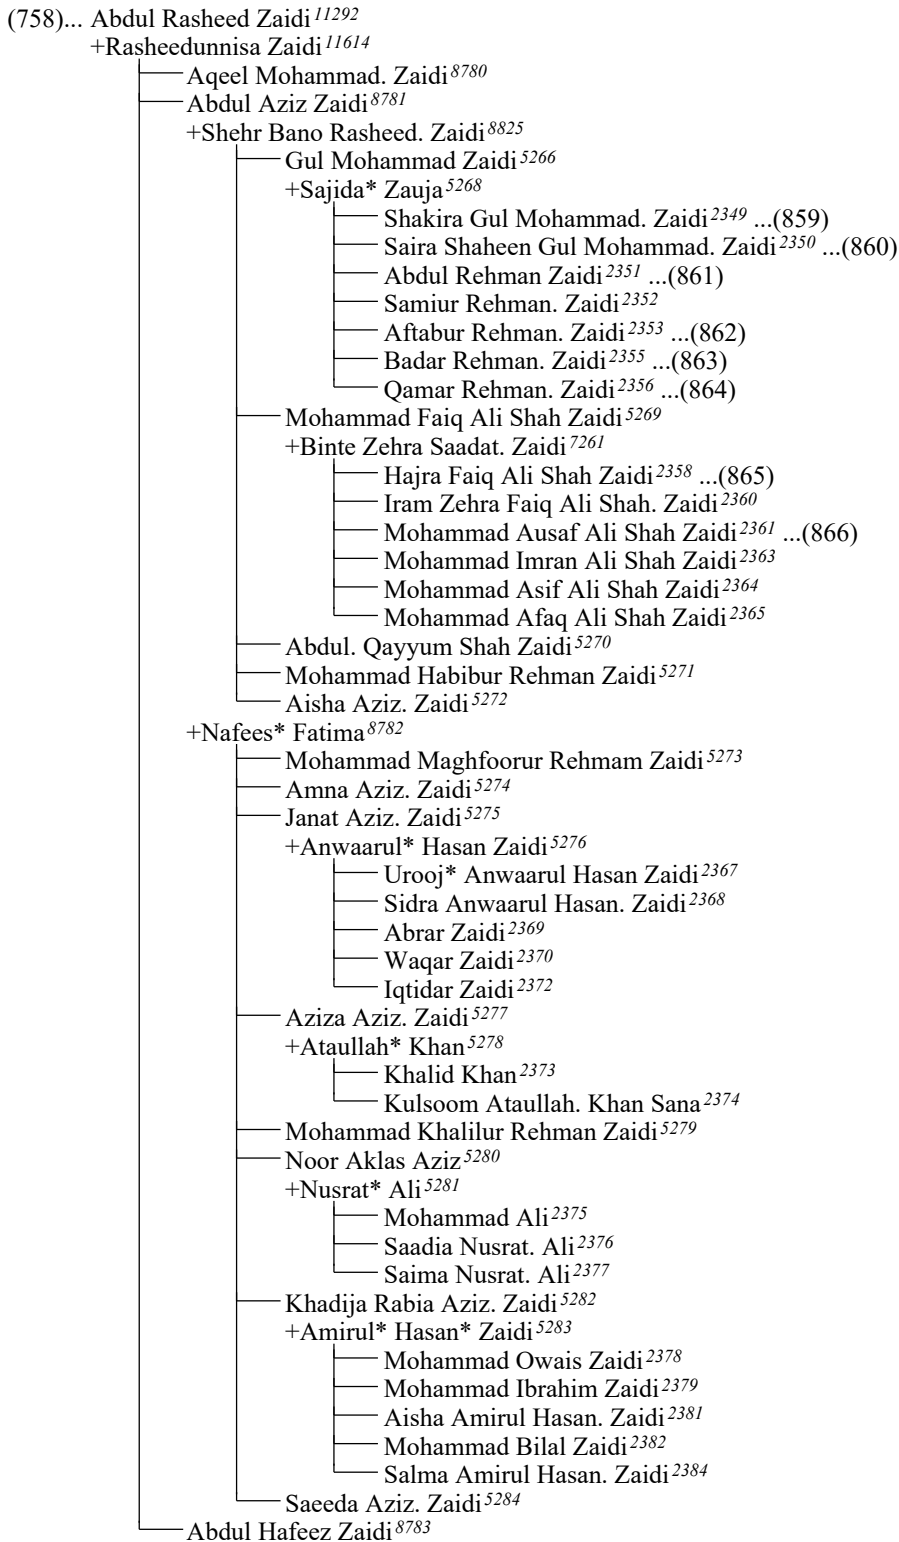 (758)... Abdul Rasheed Zaidi 11292
+Rasheedunnisa Zaidi 11614
Aqeel Mohammad. Zaidi 8780
Abdul Aziz Zaidi 8781
+Shehr Bano Rasheed. Zaidi 8825
Gul Mohammad Zaidi 5266
+Sajida* Zauja 5268
Shakira Gul Mohammad. Zaidi 2349 ...(859)
Saira Shaheen Gul Mohammad. Zaidi 2350 ...(860)
Abdul Rehman Zaidi 2351 ...(861)
Samiur Rehman. Zaidi 2352
Aftabur Rehman. Zaidi 2353 ...(862)
Badar Rehman. Zaidi 2355 ...(863)
Qamar Rehman. Zaidi 2356 ...(864)
Mohammad Faiq Ali Shah Zaidi 5269
+Binte Zehra Saadat. Zaidi 7261
Hajra Faiq Ali Shah Zaidi 2358 ...(865)
Iram Zehra Faiq Ali Shah. Zaidi 2360
Mohammad Ausaf Ali Shah Zaidi 2361 ...(866)
Mohammad Imran Ali Shah Zaidi 2363
Mohammad Asif Ali Shah Zaidi 2364
Mohammad Afaq Ali Shah Zaidi 2365
Abdul. Qayyum Shah Zaidi 5270
Mohammad Habibur Rehman Zaidi 5271
Aisha Aziz. Zaidi 5272
+Nafees* Fatima 8782
Mohammad Maghfoorur Rehmam Zaidi 5273
Amna Aziz. Zaidi 5274
Janat Aziz. Zaidi 5275
+Anwaarul* Hasan Zaidi 5276
Urooj* Anwaarul Hasan Zaidi 2367
Sidra Anwaarul Hasan. Zaidi 2368
Abrar Zaidi 2369
Waqar Zaidi 2370
Iqtidar Zaidi 2372
Aziza Aziz. Zaidi 5277
+Ataullah* Khan 5278
Khalid Khan 2373
Kulsoom Ataullah. Khan Sana 2374
Mohammad Khalilur Rehman Zaidi 5279
Noor Aklas Aziz 5280
+Nusrat* Ali 5281
Mohammad Ali 2375
Saadia Nusrat. Ali 2376
Saima Nusrat. Ali 2377
Khadija Rabia Aziz. Zaidi 5282
+Amirul* Hasan* Zaidi 5283
Mohammad Owais Zaidi 2378
Mohammad Ibrahim Zaidi 2379
Aisha Amirul Hasan. Zaidi 2381
Mohammad Bilal Zaidi 2382
Salma Amirul Hasan. Zaidi 2384
Saeeda Aziz. Zaidi 5284
Abdul Hafeez Zaidi 8783